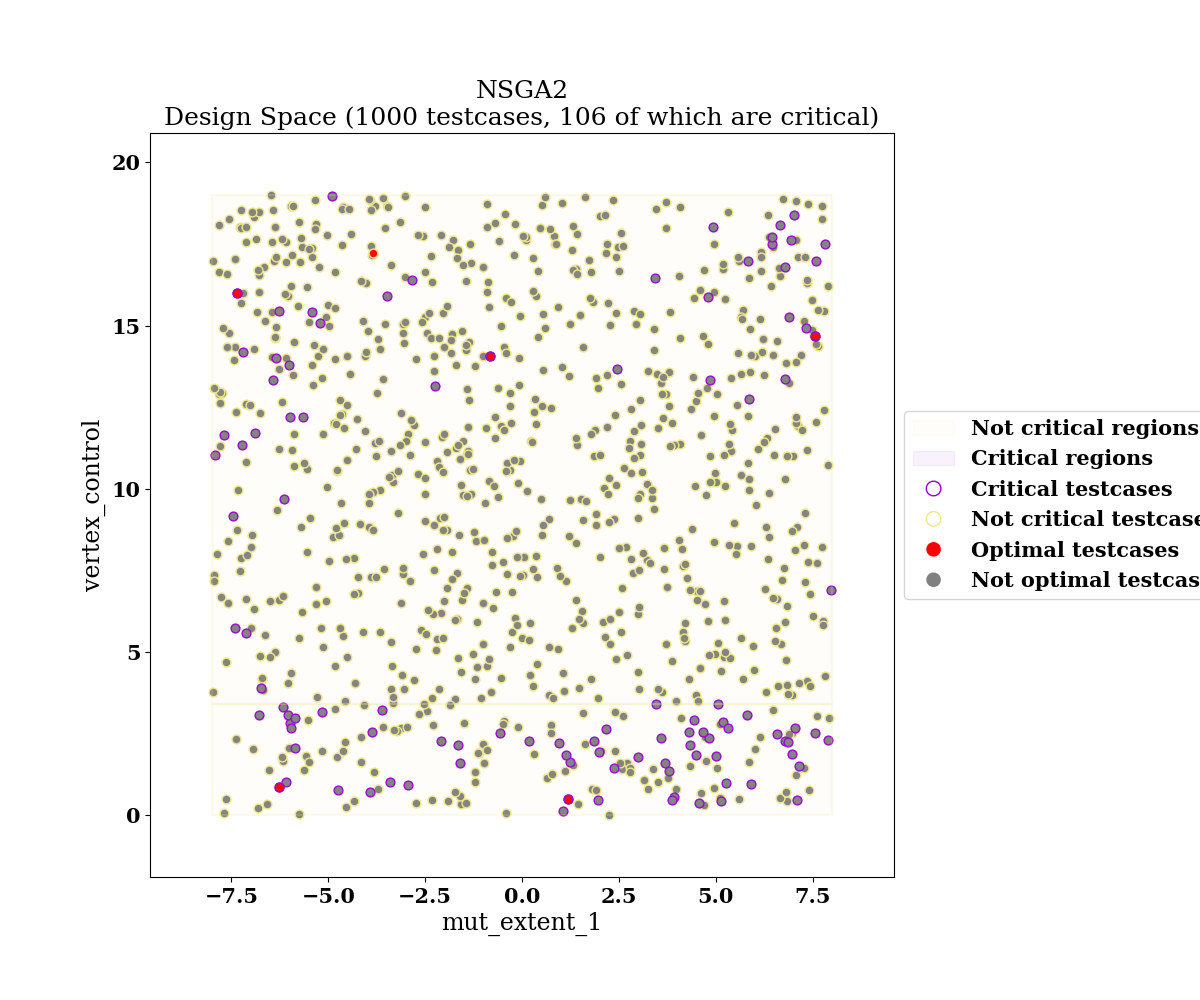 NSGA2
Design Space (1000 testcases, 106 of which are critical)
20
15
10
5
0
vertex_control
−7.5
−5.0
−2.5
0.0
2.5
5.0
7.5
mut_extent_1
Not critical regions
Critical regions
Critical testcases
Not critical testcase
Optimal testcases
Not optimal testcas